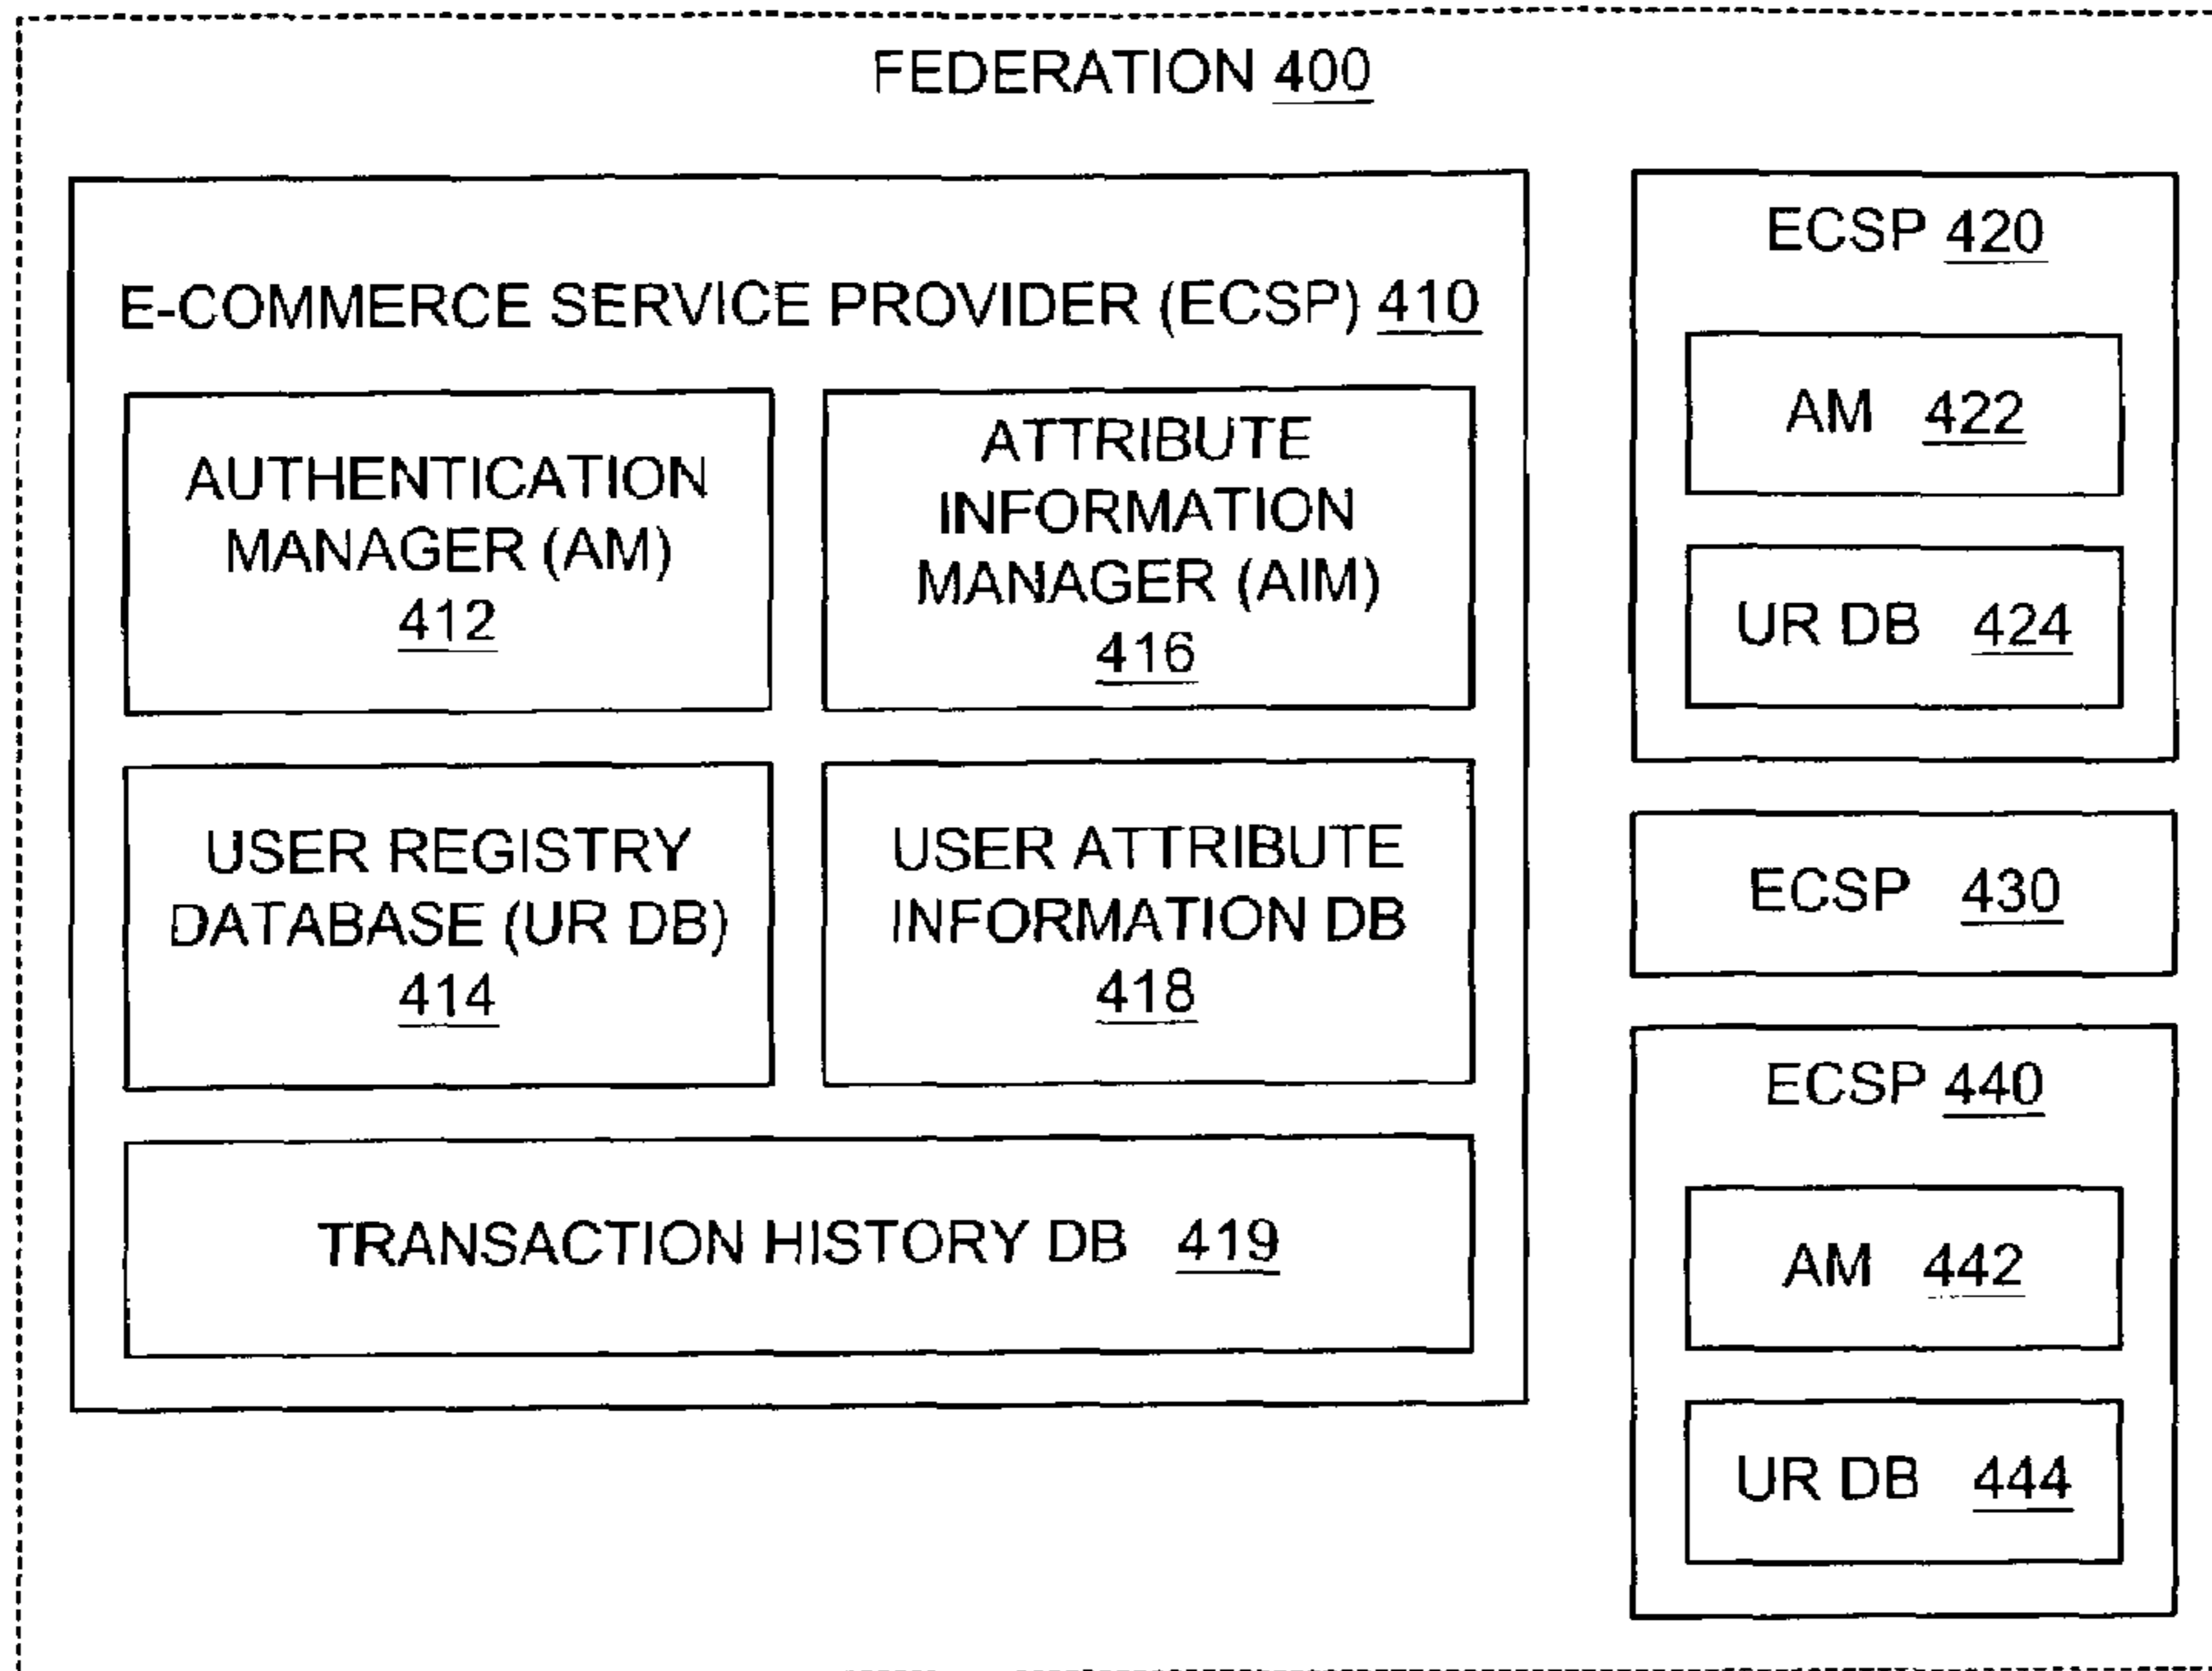 FEDERATION 400
E-COMMERCE SERVICE PROVIDER (ECSP) 410
AUTHENTICATION
MANAGER (AM)
412
ATTRIBUTE
INFORMATION
MANAGER (AIM)
416
USER REGISTRY
DATABASE (UR DB)
414
USER ATTRIBUTE
INFORMATION DB
418
TRANSACTION HISTORY DB 419
ECSP 420
AM 422
UR DB 424
ECSP 430
ECSP 440
AM 442
UR DB 444